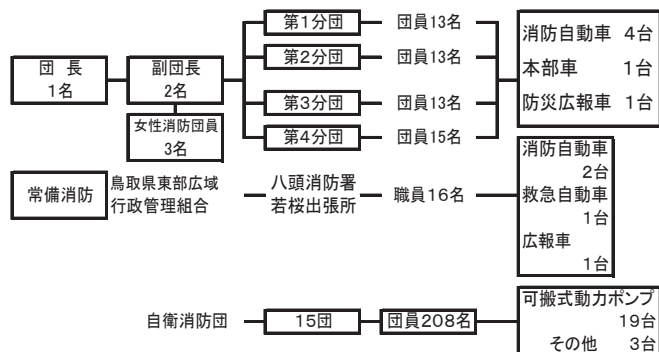 団長
1名
副団長
2名
女性消防団員
3名
第1分団 団員13名
第2分団 団員13名
第3分団 団員13名
第4分団 団員15名
消防自動車 4台
本部車 1台
防災広報車 1台
常備消防
鳥取県東部広域
行政管理組合
八頭消防署
若桜出張所
職員16名
消防自動車
2台
救急自動車
1台
広報車
1台
自衛消防団
15団
団員208名
可搬式動力ポンプ
19台
その他 3台